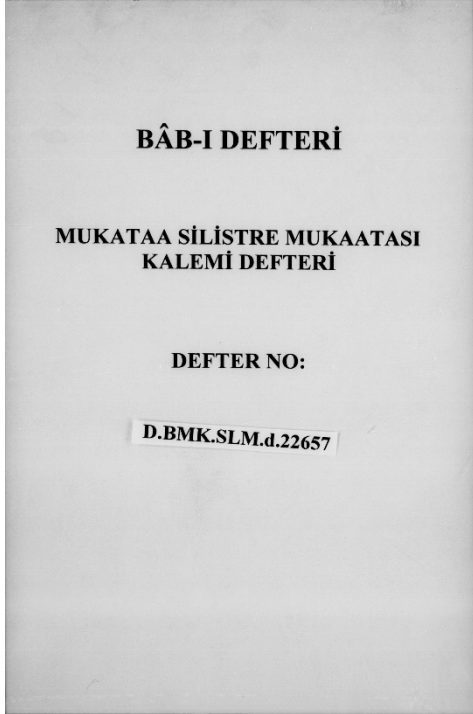 BÂB-I DEFTERİ
MUKATAA SİLİSTRE MUKAATASI
KALEMİ DEFTERİ
DEFTER NO:
D.BMK.SLM.d.22657